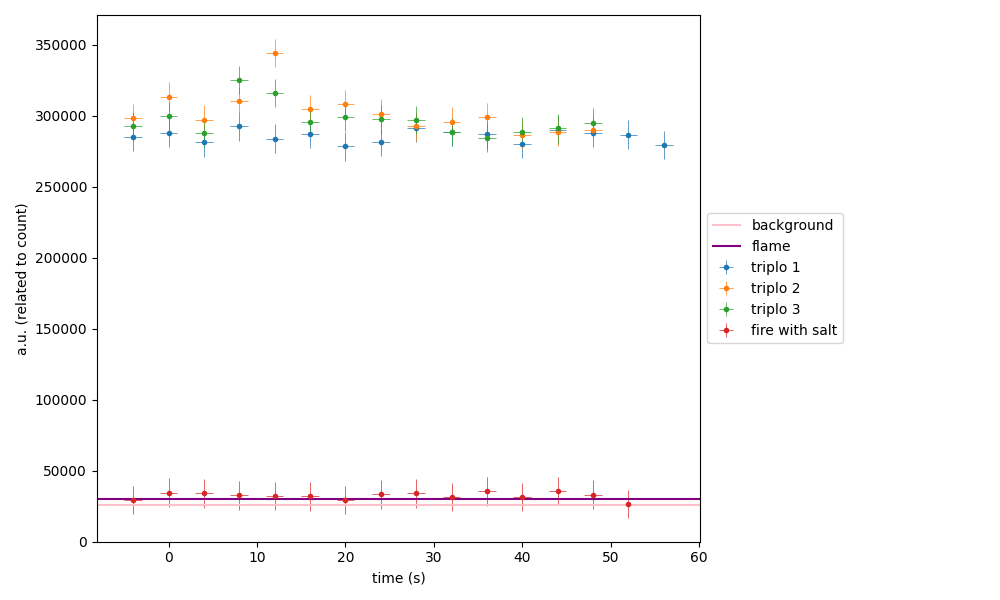 350000
300000
250000
200000
150000
100000
50000
0
a.u. (related to count)
0 10 20 30 40 50 60
time (s)
background
flame
triplo 1
triplo 2
triplo 3
fire with salt